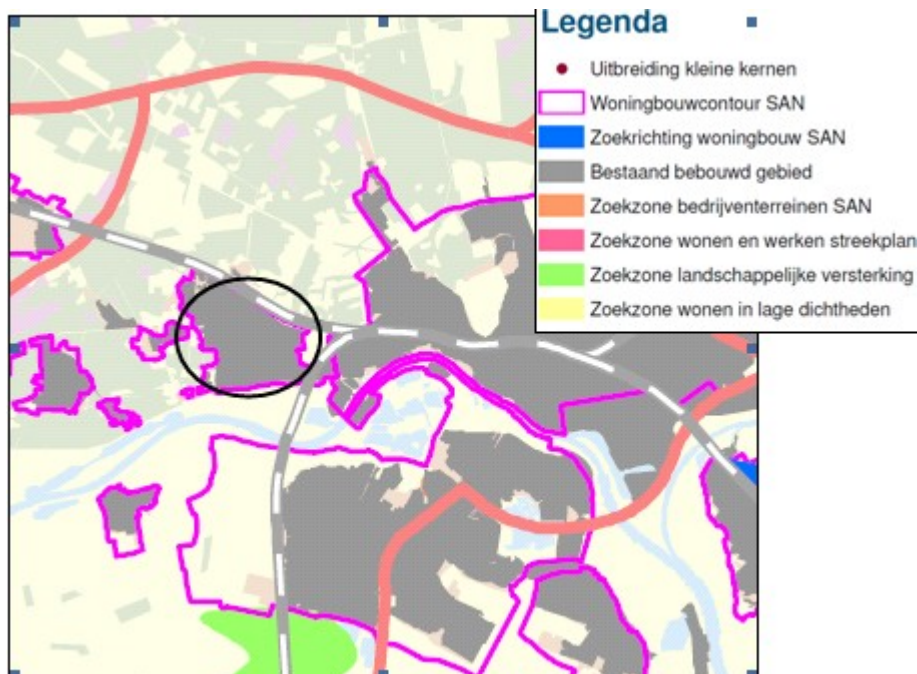 Legenda
Uitbreiding kleine kernen
Woningbouwcontour SAN
Zoekrichting woningbouw SAN
Bestaand bebouwd gebied
Zoekzone bedrijventerreinen SAN
Zoekzone wonen en werken streekplan
Zoekzone landschappelijke versterking
Zoekzone wonen in lage dichtheden